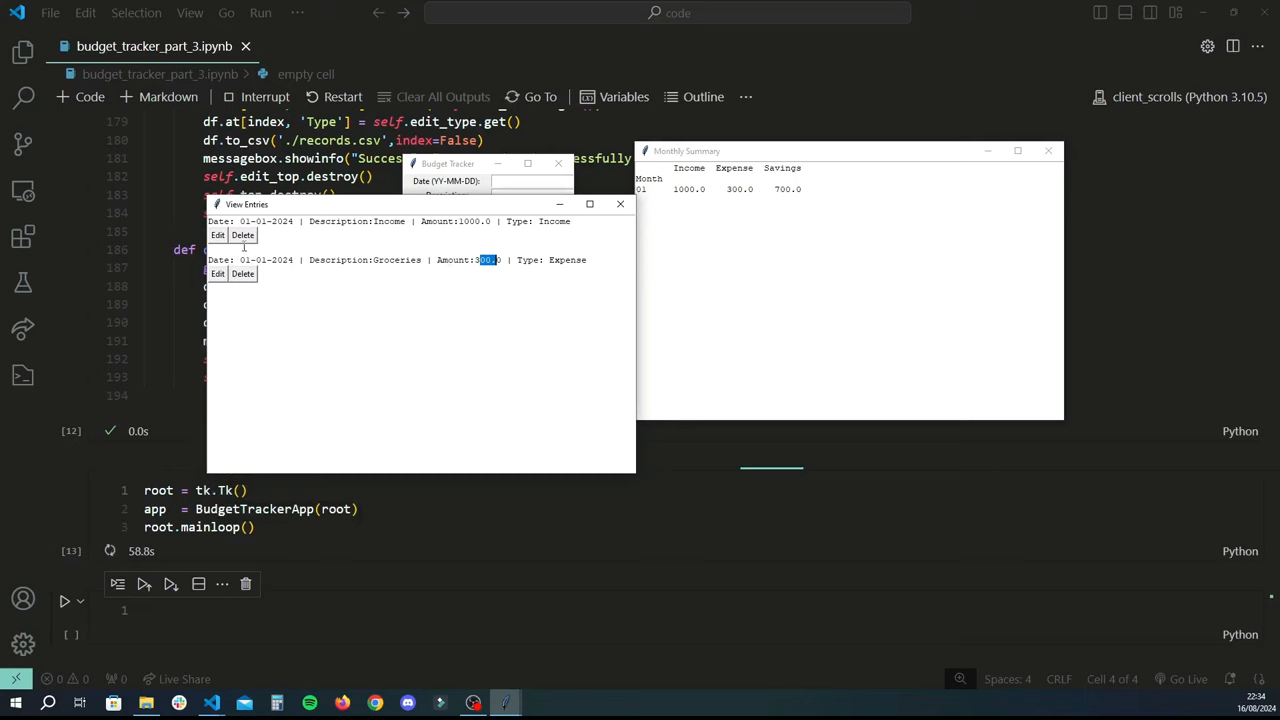 File Edit Selection View Go Run ··· code
budget_tracker_part_3.ipynb
budget_tracker_part_3.ipynb > empty cell
+ Code + Markdown Interrupt Restart Clear All Outputs Go To Variables Outline ··· client_scrolls (Python 3.10.5)
179 df.at[index, 'Type'] = self.edit_type.get()
180 df.to_csv('./records.csv',index=False)
181 messagebox.showinfo("Succes
182 self.edit_top.destroy()
183
184
185
186 def
187
188
189
190
191
192
193
194
Budget Tracker
Date (YY-MM-DD):
Monthly Summary
Income Expense Savings
Month
01 1000.0 300.0 700.0
View Entries
Date: 01-01-2024 | Description:Income | Amount:1000.0 | Type: Income
Edit Delete
Date: 01-01-2024 | Description:Groceries | Amount:300.0 | Type: Expense
Edit Delete
[12] 0.0s Python
1 root = tk.Tk()
2 app = BudgetTrackerApp(root)
3 root.mainloop()
[13] 58.8s Python
1
[ ] Python
0 0 0 Live Share Spaces: 4 CRLF Cell 4 of 4 Go Live
22:34
16/08/2024